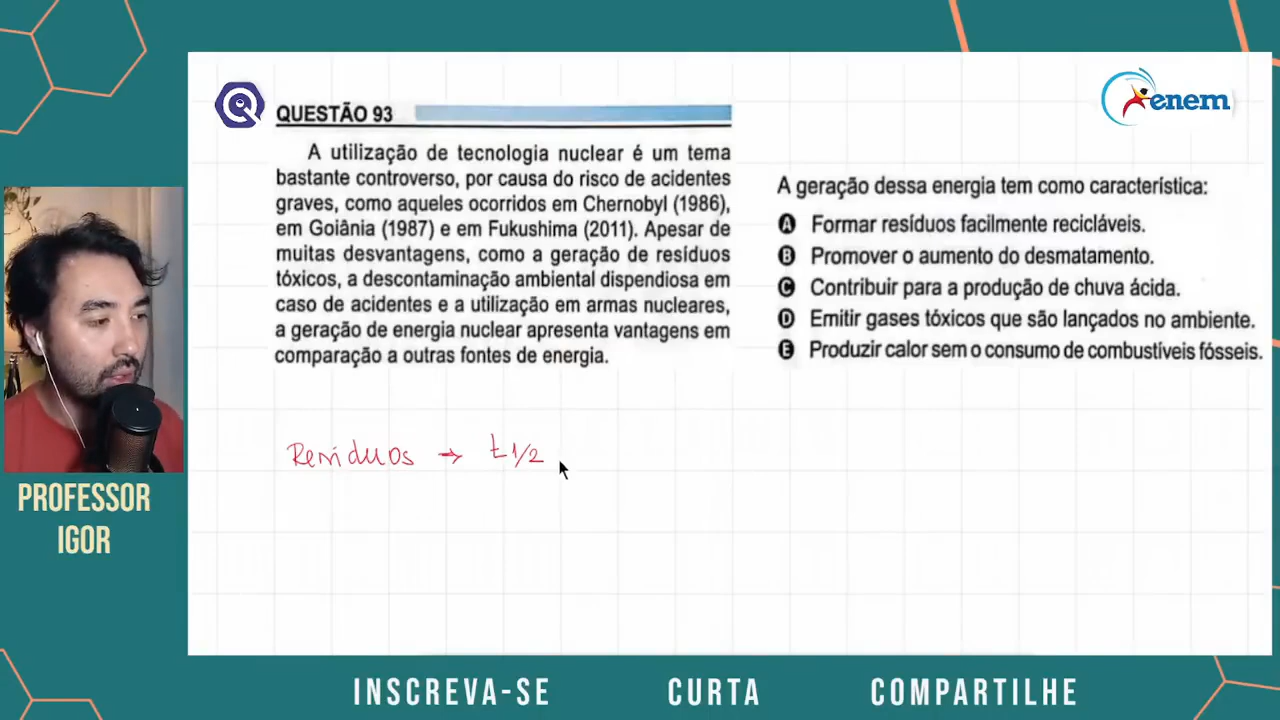 QUESTÃO 93
A utilização de tecnologia nuclear é um tema
bastante controverso, por causa do risco de acidentes
graves, como aqueles ocorridos em Chernobyl (1986),
em Goiânia (1987) e em Fukushima (2011). Apesar de
muitas desvantagens, como a geração de resíduos
tóxicos, a descontaminação ambiental dispendiosa em
caso de acidentes e a utilização em armas nucleares,
a geração de energia nuclear apresenta vantagens em
comparação a outras fontes de energia.
enem
A geração dessa energia tem como característica:
A Formar resíduos facilmente recicláveis.
B Promover o aumento do desmatamento.
C Contribuir para a produção de chuva ácida.
D Emitir gases tóxicos que são lançados no ambiente.
E Produzir calor sem o consumo de combustíveis fósseis.
Resíduos → t 1/2
PROFESSOR
IGOR
INSCREVA-SE CURTA COMPARTILHE